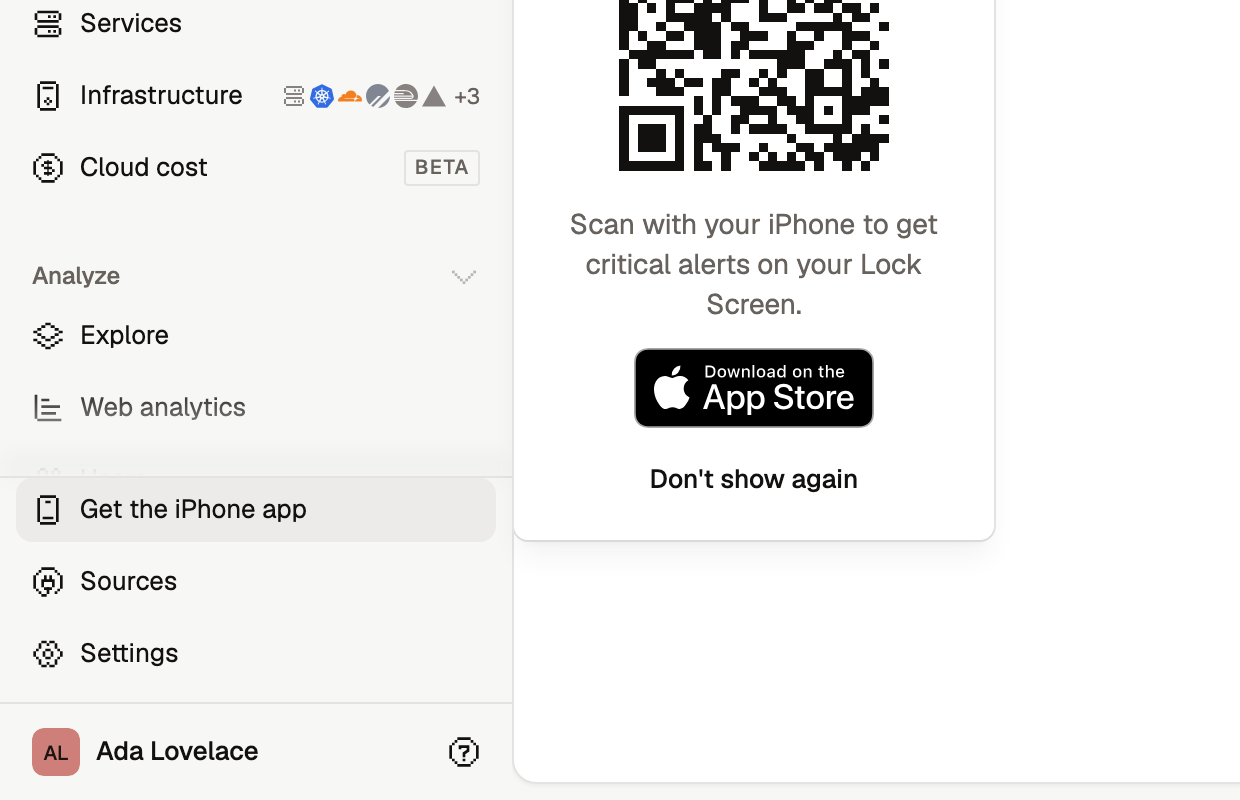 Services
Infrastructure +3
Cloud cost BETA
Analyze
Explore
Web analytics
Get the iPhone app
Sources
Settings
AL Ada Lovelace
Scan with your iPhone to get
critical alerts on your Lock
Screen.
Download on the
App Store
Don't show again